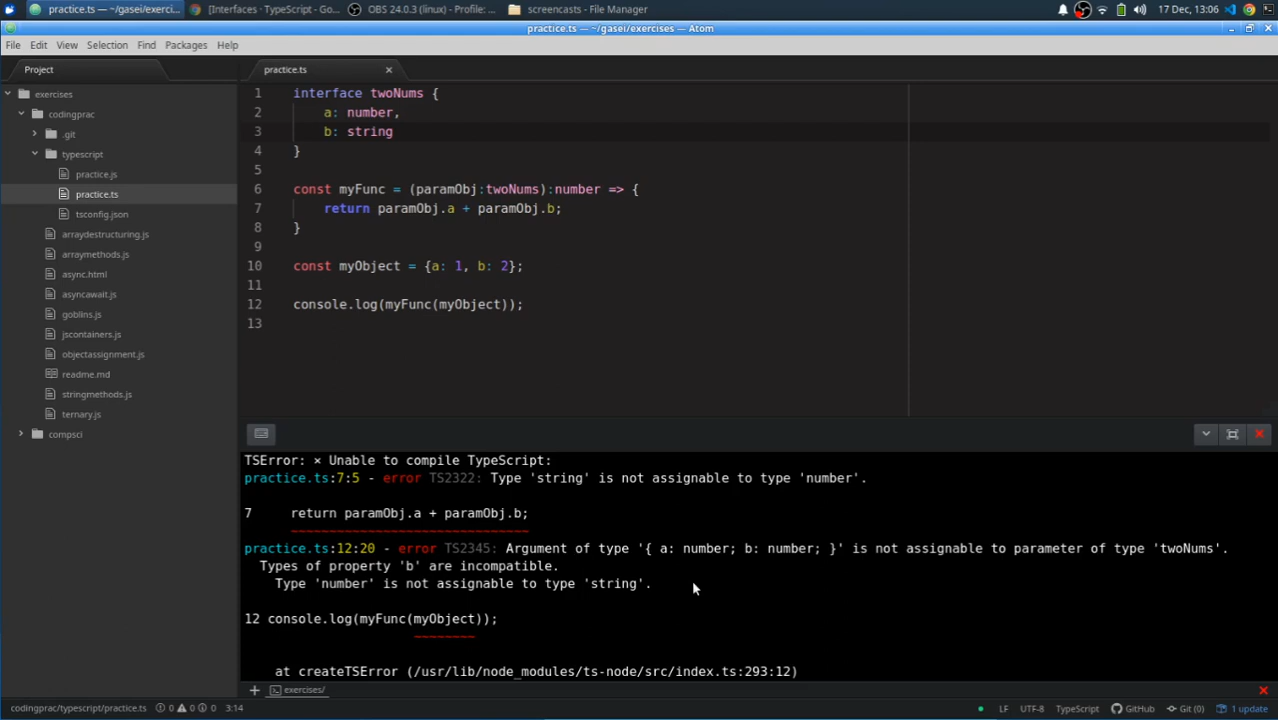 practice.ts — ~/gasei/exerci...
[Interfaces · TypeScript - Go...
OBS 24.0.3 (linux) - Profile: ...
screencasts - File Manager
17 Dec, 13:06
practice.ts — ~/gasei/exercises — Atom
File Edit View Selection Find Packages Help
Project
practice.ts
exercises
codingprac
.git
typescript
practice.js
practice.ts
tsconfig.json
arraydestructuring.js
arraymethods.js
async.html
asyncawait.js
goblins.js
jscontainers.js
objectassignment.js
readme.md
stringmethods.js
ternary.js
compsci
1 interface twoNums {
2 a: number,
3 b: string
4 }
5
6 const myFunc = (paramObj:twoNums):number => {
7 return paramObj.a + paramObj.b;
8 }
9
10 const myObject = {a: 1, b: 2};
11
12 console.log(myFunc(myObject));
13
TSError: ⨯ Unable to compile TypeScript:
practice.ts:7:5 - error TS2322: Type 'string' is not assignable to type 'number'.
7 return paramObj.a + paramObj.b;
~~~~~~~~~~~~~~~~~~~~~~~~~~~~~~~
practice.ts:12:20 - error TS2345: Argument of type '{ a: number; b: number; }' is not assignable to parameter of type 'twoNums'.
Types of property 'b' are incompatible.
Type 'number' is not assignable to type 'string'.
12 console.log(myFunc(myObject));
~~~~~~~~
at createTSError (/usr/lib/node_modules/ts-node/src/index.ts:293:12)
+ exercises/
codingprac/typescript/practice.ts 0 0 0 3:14
LF UTF-8 TypeScript GitHub Git (0) 1 update